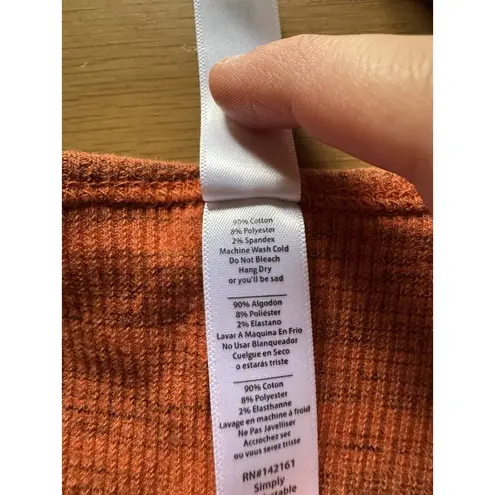 90% Cotton
8% Polyester
2% Spandex
Machine Wash Cold
Do Not Bleach
Hang Dry
or you'll be sad
90% Algodon
8% Poliéster
2% Elastano
Lavar A Maquina En Frio
No Usar Blanqueador
Cuelgue en Seco
o estarás triste
90% Coton
8% Polyester
2% Elasthanne
Lavage en machine á froid
Ne Pas Javelliser
Accrochez sec
ou vous serez triste
RN#142161
Simply